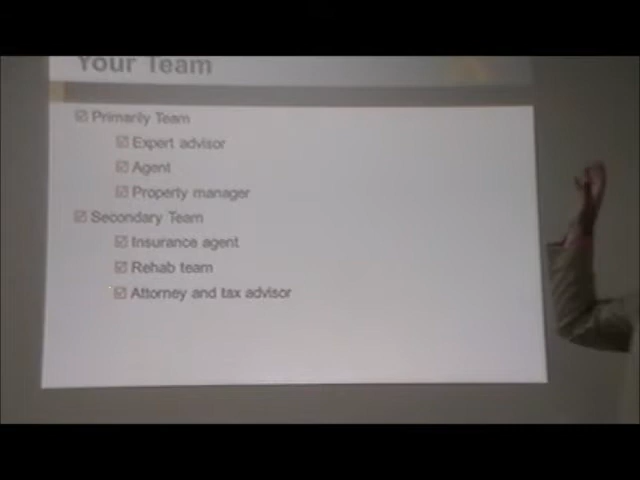 Your Team
Primarily Team
Expert advisor
Agent
Property manager
Secondary Team
Insurance agent
Rehab team
Attorney and tax advisor